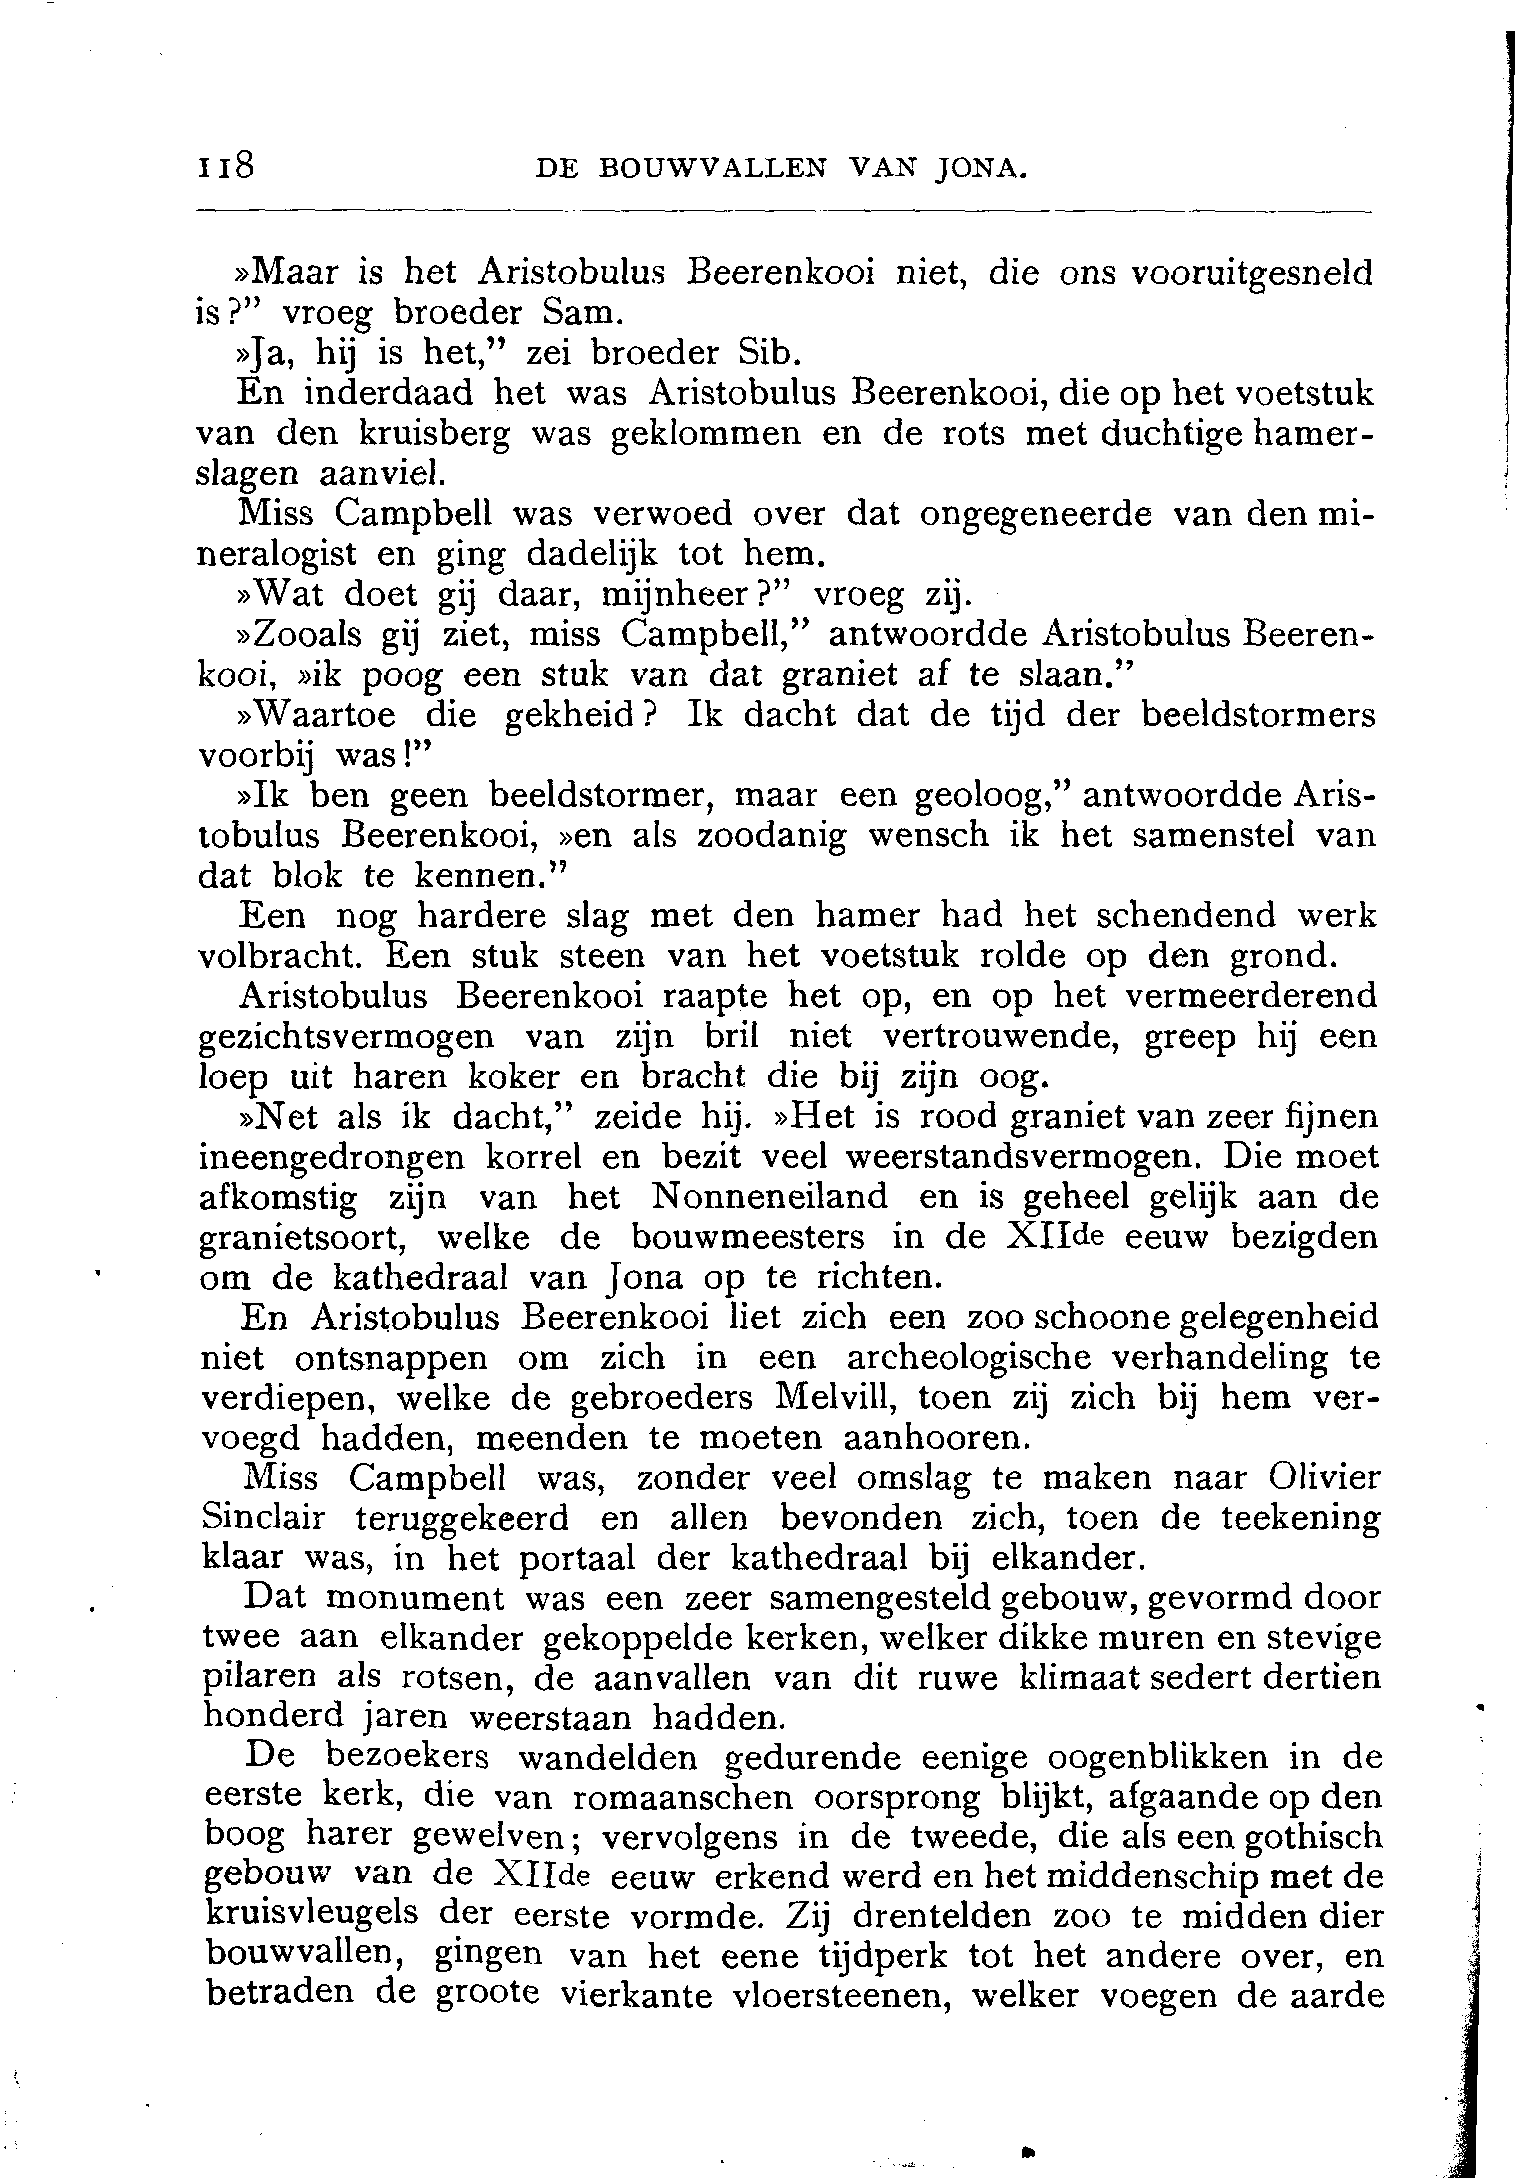 118 DE BOUWVALLEN VAN JONA.
»Maar is het Aristobulus Beerenkooi niet, die ons vooruitgesneld
is?” vroeg broeder Sam.
»Ja, hij is het,” zei broeder Sib.
En inderdaad het was Aristobulus Beerenkooi, die op het voetstuk
van den kruisberg was geklommen en de rots met duchtige hamer-
slagen aanviel.
Miss Campbell was verwoed over dat ongegeneerde van den mi-
neralogist en ging dadelijk tot hem.
»Wat doet gij daar, mijnheer?” vroeg zij.
»Zooals gij ziet, miss Campbell,” antwoordde Aristobulus Beeren-
kooi, »ik poog een stuk van dat graniet af te slaan.”
»Waartoe die gekheid? Ik dacht dat de tijd der beeldstormers
voorbij was!”
»Ik ben geen beeldstormer, maar een geoloog,” antwoordde Aris-
tobulus Beerenkooi, »en als zoodanig wensch ik het samenstel van
dat blok te kennen.”
Een nog hardere slag met den hamer had het schendend werk
volbracht. Een stuk steen van het voetstuk rolde op den grond.
Aristobulus Beerenkooi raapte het op, en op het vermeerderend
gezichtsvermogen van zijn bril niet vertrouwende, greep hij een
loep uit haren koker en bracht die bij zijn oog.
»Net als ik dacht,” zeide hij. »Het is rood graniet van zeer fijnen
ineengedrongen korrel en bezit veel weerstandsvermogen. Die moet
afkomstig zijn van het Nonneneiland en is geheel gelijk aan de
granietsoort, welke de bouwmeesters in de XIIde eeuw bezigden
om de kathedraal van Jona op te richten.
En Aristobulus Beerenkooi liet zich een zoo schoone gelegenheid
niet ontsnappen om zich in een archeologische verhandeling te
verdiepen, welke de gebroeders Melvill, toen zij zich bij hem ver-
voegd hadden, meenden te moeten aanhooren.
Miss Campbell was, zonder veel omslag te maken naar Olivier
Sinclair teruggekeerd en allen bevonden zich, toen de teekening
klaar was, in het portaal der kathedraal bij elkander.
Dat monument was een zeer samengesteld gebouw, gevormd door
twee aan elkander gekoppelde kerken, welker dikke muren en stevige
pilaren als rotsen, de aanvallen van dit ruwe klimaat sedert dertien
honderd jaren weerstaan hadden.
De bezoekers wandelden gedurende eenige oogenblikken in de
eerste kerk, die van romaanschen oorsprong blijkt, afgaande op den
boog harer gewelven; vervolgens in de tweede, die als een gothisch
gebouw van de XIIde eeuw erkend werd en het middenschip met de
kruisvleugels der eerste vormde. Zij drentelden zoo te midden dier
bouwvallen, gingen van het eene tijdperk tot het andere over, en
betraden de groote vierkante vloersteenen, welker voegen de aarde